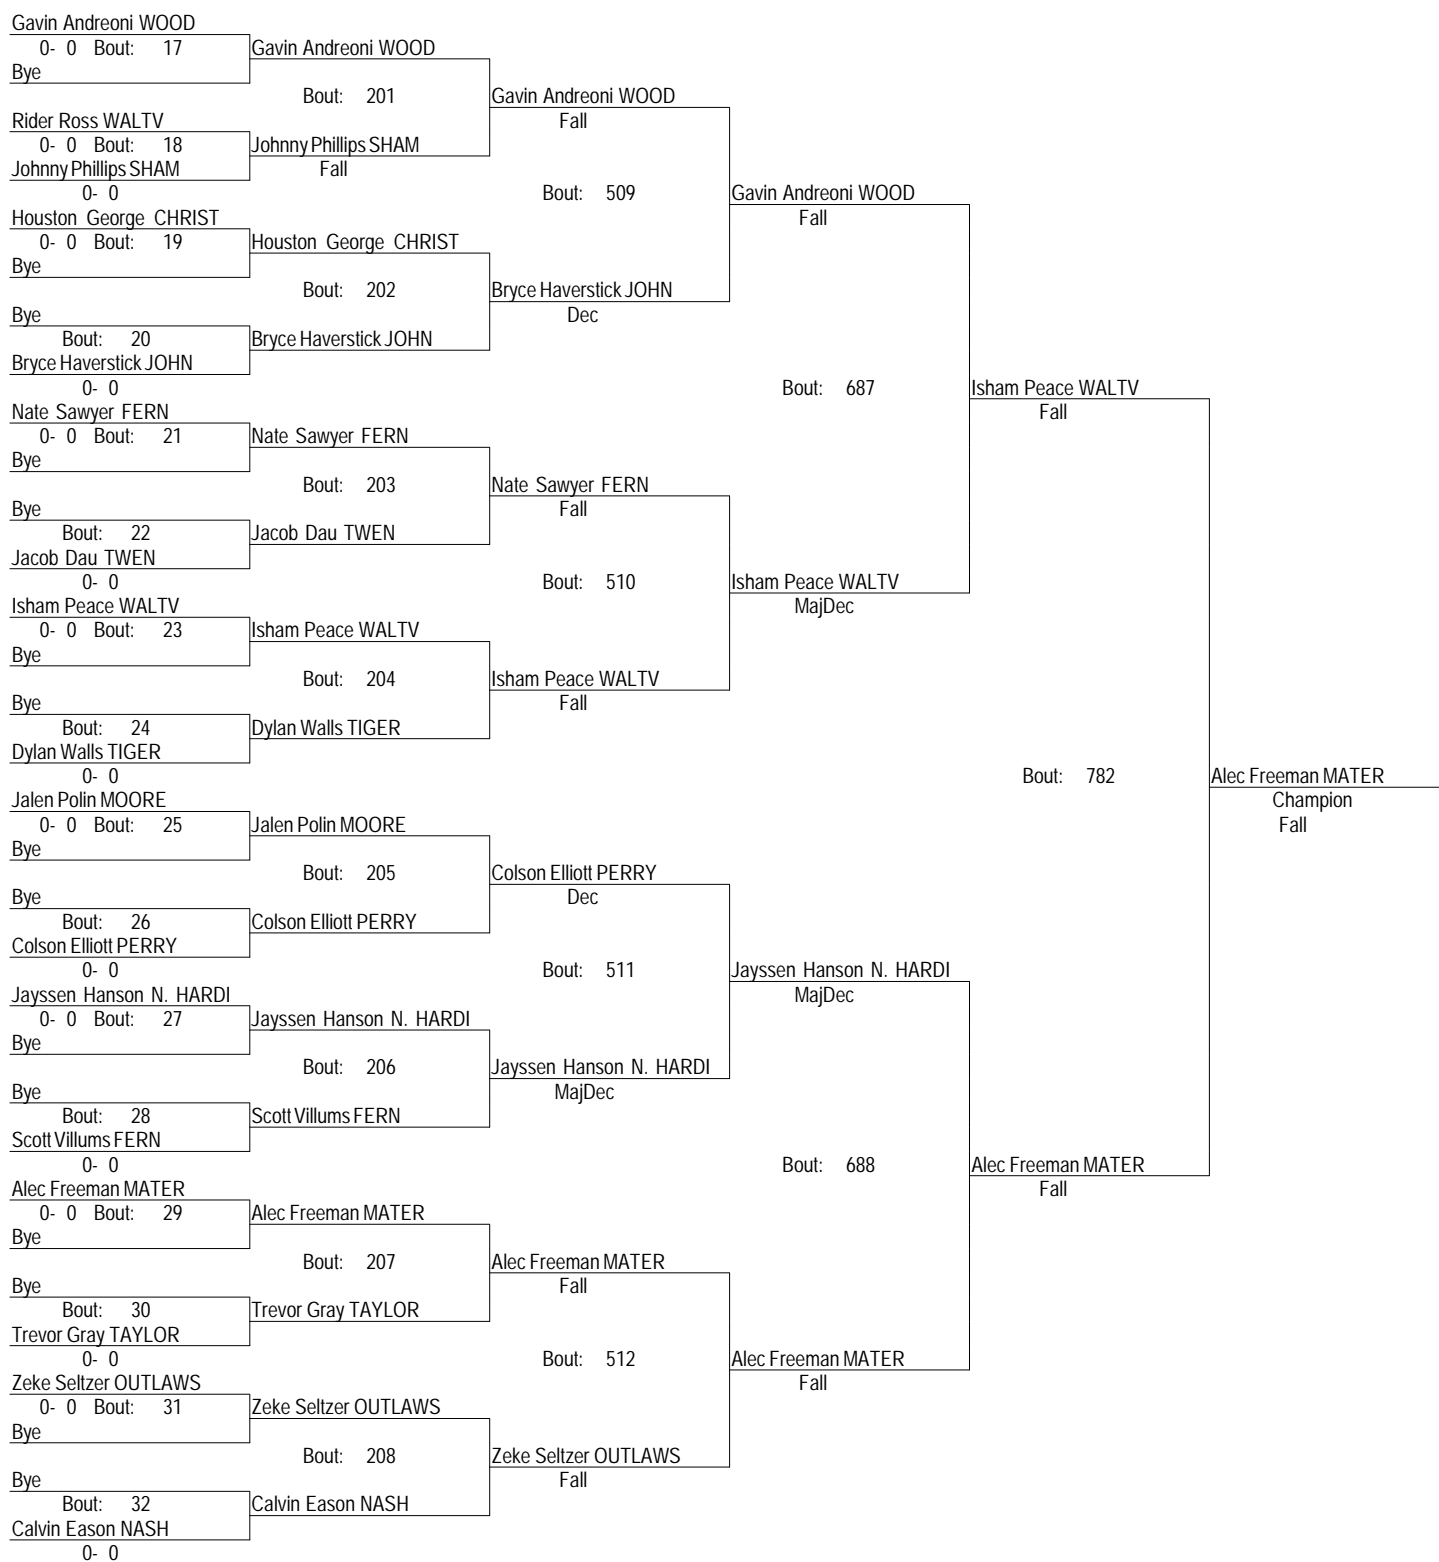 Gavin Andreoni WOOD
0- 0 Bout: 17
Gavin Andreoni WOOD
Bye
Bout: 201
Gavin Andreoni WOOD
Fall
Rider Ross WALTV
0- 0 Bout: 18
Johnny Phillips SHAM
Johnny Phillips SHAM
Fall
0- 0
Bout: 509
Gavin Andreoni WOOD
Fall
Houston George CHRIST
0- 0 Bout: 19
Houston George CHRIST
Bye
Bout: 202
Bryce Haverstick JOHN
Dec
Bye
Bout: 20
Bryce Haverstick JOHN
Bryce Haverstick JOHN
0- 0
Bout: 687
Isham Peace WALTV
Fall
Nate Sawyer FERN
0- 0 Bout: 21
Nate Sawyer FERN
Bye
Bout: 203
Nate Sawyer FERN
Fall
Bye
Bout: 22
Jacob Dau TWEN
Jacob Dau TWEN
0- 0
Bout: 510
Isham Peace WALTV
MajDec
Isham Peace WALTV
0- 0 Bout: 23
Isham Peace WALTV
Bye
Bout: 204
Isham Peace WALTV
Fall
Bye
Bout: 24
Dylan Walls TIGER
Dylan Walls TIGER
0- 0
Bout: 782
Alec Freeman MATER
Champion
Fall
Jalen Polin MOORE
0- 0 Bout: 25
Jalen Polin MOORE
Bye
Bout: 205
Colson Elliott PERRY
Dec
Bye
Bout: 26
Colson Elliott PERRY
Colson Elliott PERRY
0- 0
Bout: 511
Jayssen Hanson N. HARDI
MajDec
Jayssen Hanson N. HARDI
0- 0 Bout: 27
Jayssen Hanson N. HARDI
Bye
Bout: 206
Jayssen Hanson N. HARDI
MajDec
Bye
Bout: 28
Scott Villums FERN
Scott Villums FERN
0- 0
Bout: 688
Alec Freeman MATER
Fall
Alec Freeman MATER
0- 0 Bout: 29
Alec Freeman MATER
Bye
Bout: 207
Alec Freeman MATER
Fall
Bye
Bout: 30
Trevor Gray TAYLOR
Trevor Gray TAYLOR
0- 0
Bout: 512
Alec Freeman MATER
Fall
Zeke Seltzer OUTLAWS
0- 0 Bout: 31
Zeke Seltzer OUTLAWS
Bye
Bout: 208
Zeke Seltzer OUTLAWS
Fall
Bye
Bout: 32
Calvin Eason NASH
Calvin Eason NASH
0- 0